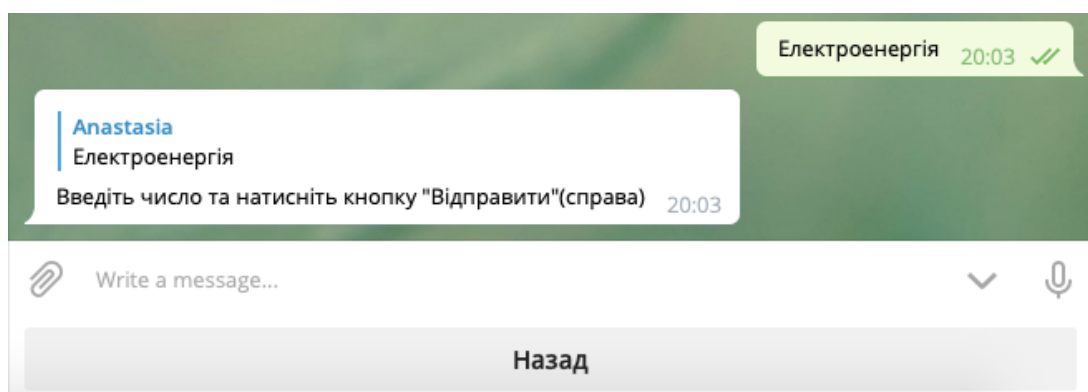 Електроенергія 20:03
Anastasia
Електроенергія
Введіть число та натисніть кнопку "Відправити"(справа) 20:03
Write a message...
Назад